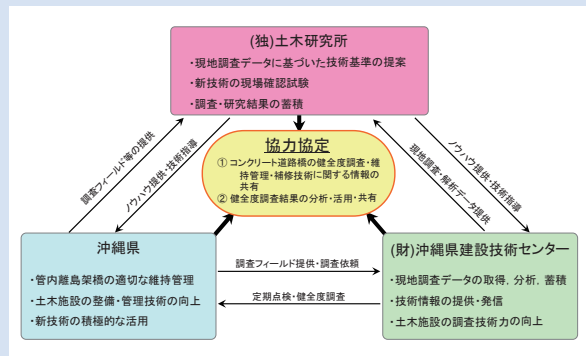 (独)土木研究所
・現地調査データに基づいた技術基準の提案
・新技術の現場確認試験
・調査・研究結果の蓄積
調査フィールド等の提供
ノウハウ提供・技術指導
協力協定
① コンクリート道路橋の健全度調査・維
持管理・補修技術に関する情報の
共有
② 健全度調査結果の分析・活用・共有
ノウハウ提供・技術指導
現地調査・解析データ提供
沖縄県
・管内離島架橋の適切な維持管理
・土木施設の整備・管理技術の向上
・新技術の積極的な活用
調査フィールド提供・調査依頼
定期点検・健全度調査
(財)沖縄県建設技術センター
・現地調査データの取得，分析，蓄積
・技術情報の提供・発信
・土木施設の調査技術力の向上